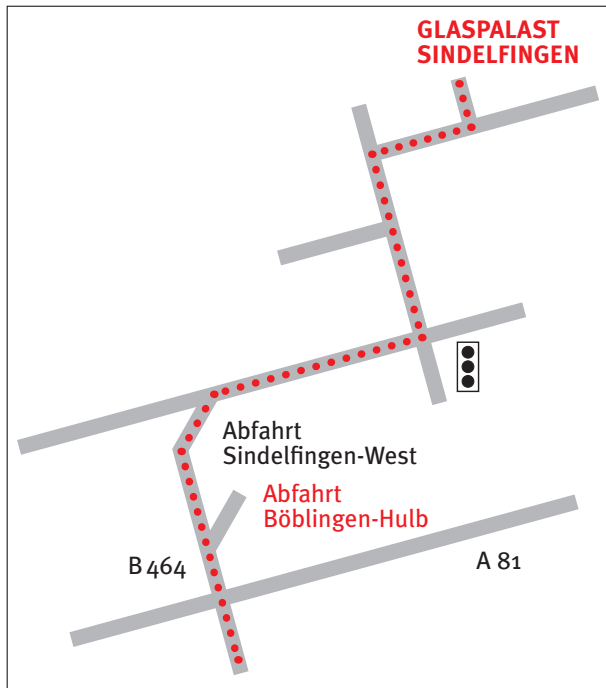 GLASPALAST
SINDELFINGEN
Abfahrt
Sindelfingen-West
Abfahrt
Böblingen-Hulb
B 464
A 81